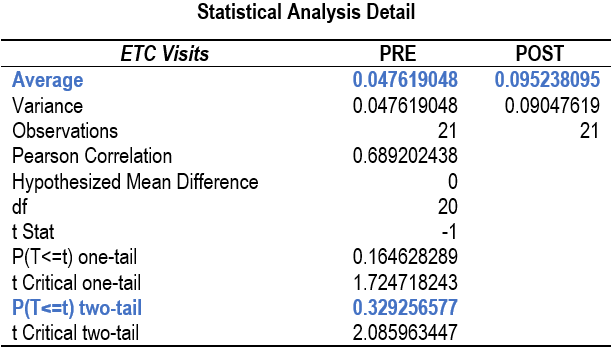 Statistical Analysis Detail
ETC Visits PRE POST
Average 0.047619048 0.095238095
Variance 0.047619048 0.09047619
Observations 21 21
Pearson Correlation 0.689202438
Hypothesized Mean Difference 0
df 20
t Stat -1
P(T<=t) one-tail 0.164628289
t Critical one-tail 1.724718243
P(T<=t) two-tail 0.329256577
t Critical two-tail 2.085963447